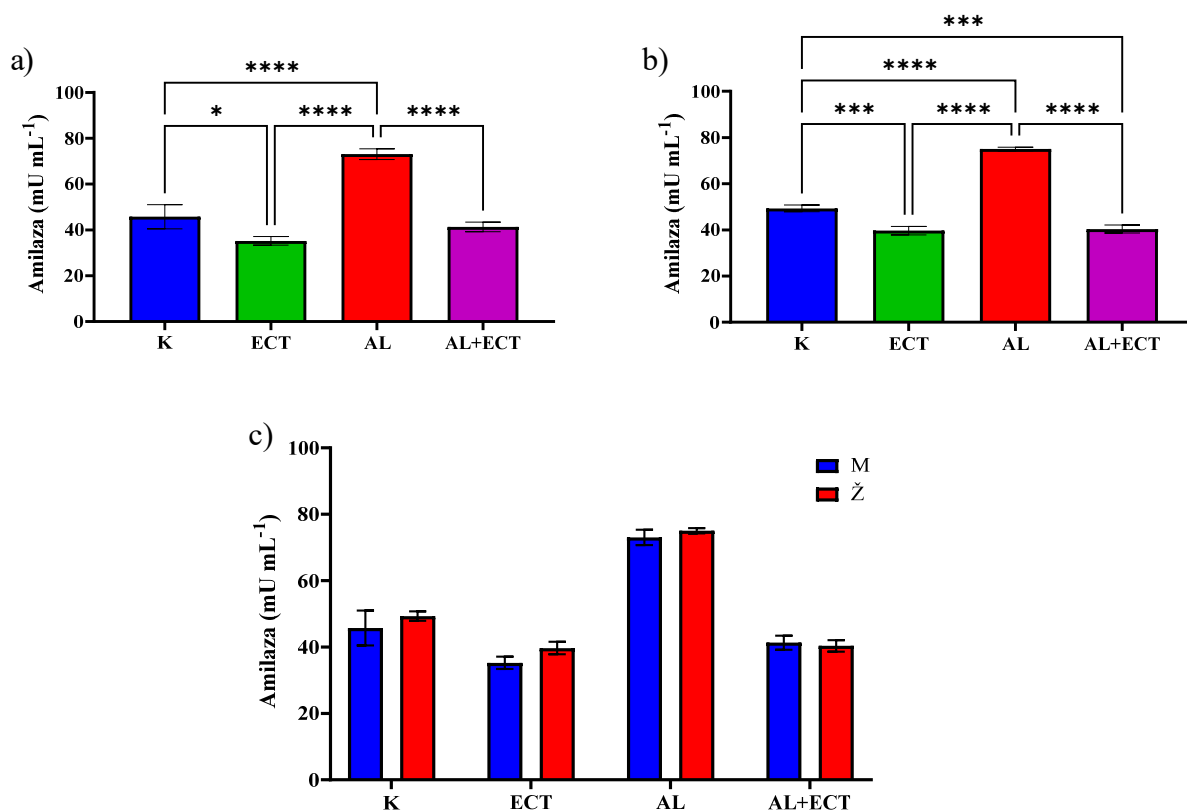 a)
****
* **** ****
100
80
60
40
20
0
Amilaza (mU mL⁻¹)
K ECT AL AL+ECT
b)
***
****
*** **** ****
100
80
60
40
20
0
Amilaza (mU mL⁻¹)
K ECT AL AL+ECT
c)
100
80
60
40
20
0
Amilaza (mU mL⁻¹)
M
Ž
K ECT AL AL+ECT